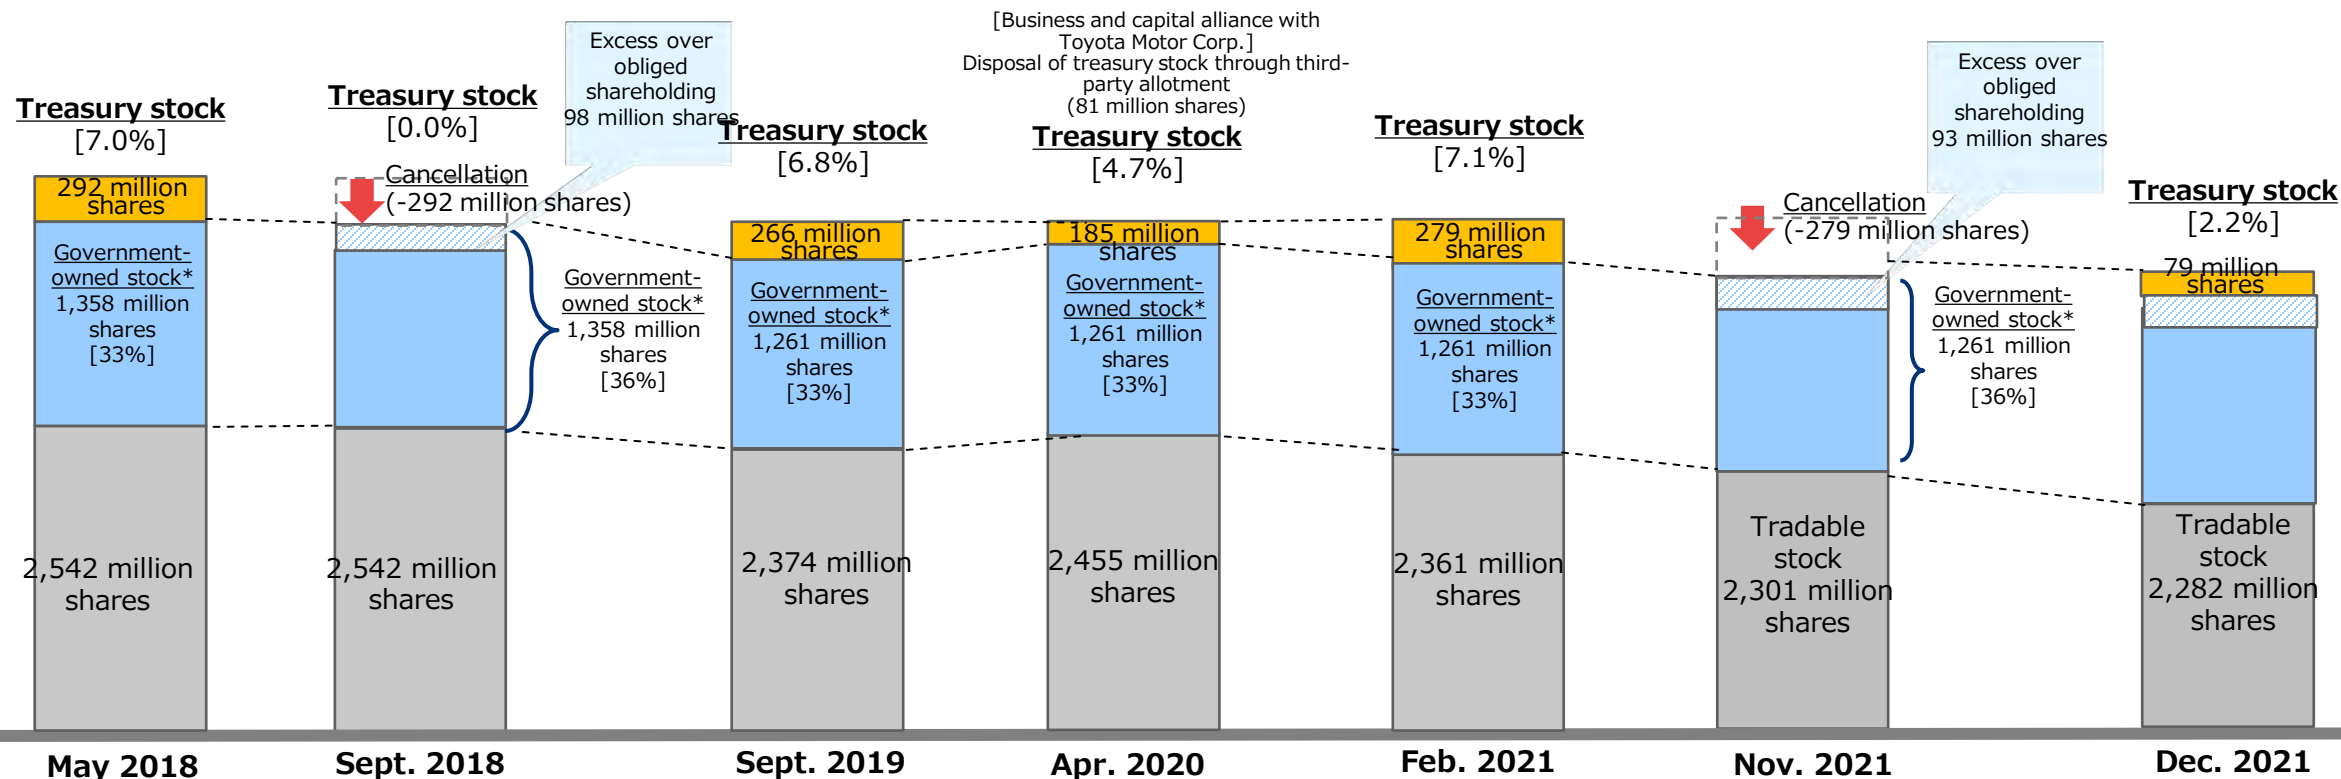 Treasury stock
[7.0%]
292 million
shares
Government-
owned stock*
1,358 million
shares
[33%]
2,542 million
shares
May 2018
Treasury stock
[0.0%]
Cancellation
(-292 million shares)
Excess over
obliged
shareholding
98 million shares
Government-
owned stock*
1,358 million
shares
[36%]
2,542 million
shares
Sept. 2018
Treasury stock
[6.8%]
266 million
shares
Government-
owned stock*
1,261 million
shares
[33%]
2,374 million
shares
Sept. 2019
[Business and capital alliance with
Toyota Motor Corp.]
Disposal of treasury stock through third-
party allotment
(81 million shares)
Treasury stock
[4.7%]
185 million
shares
Government-
owned stock*
1,261 million
shares
[33%]
2,455 million
shares
Apr. 2020
Treasury stock
[7.1%]
279 million
shares
Government-
owned stock*
1,261 million
shares
[33%]
2,361 million
shares
Feb. 2021
Excess over
obliged
shareholding
93 million shares
Cancellation
(-279 million shares)
Government-
owned stock*
1,261 million
shares
[36%]
Tradable
stock
2,301 million
shares
Nov. 2021
Treasury stock
[2.2%]
79 million
shares
Tradable
stock
2,282 million
shares
Dec. 2021